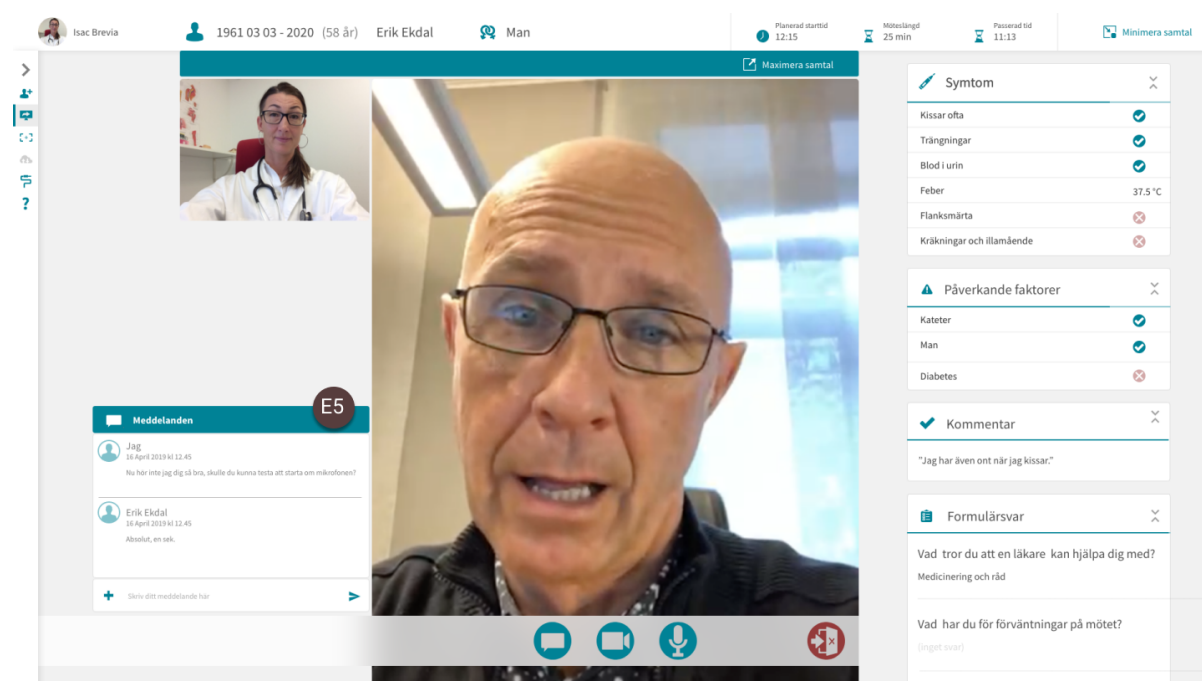 Isac Brevia
1961 03 03 - 2020 (58 år) Erik Ekdal Man
Planerad starttid
12:15
Möteslängd
25 min
Passerad tid
11:13
Minimera samtal
Maximera samtal
E5
Meddelanden
Jag
16 April 2019 kl 12.45
Nu hör inte jag dig så bra, skulle du kunna testa att starta om mikrofonen?
Erik Ekdal
16 April 2019 kl 12.45
Absolut, en sek.
Skriv ditt meddelande här
Symtom
Kissar ofta
Trängningar
Blod i urin
Feber 37.5 °C
Flanksmärta
Kräkningar och illamående
Påverkande faktorer
Kateter
Man
Diabetes
Kommentar
"Jag har även ont när jag kissar."
Formulärsvar
Vad tror du att en läkare kan hjälpa dig med?
Medicinering och råd
Vad har du för förväntningar på mötet?
(inget svar)